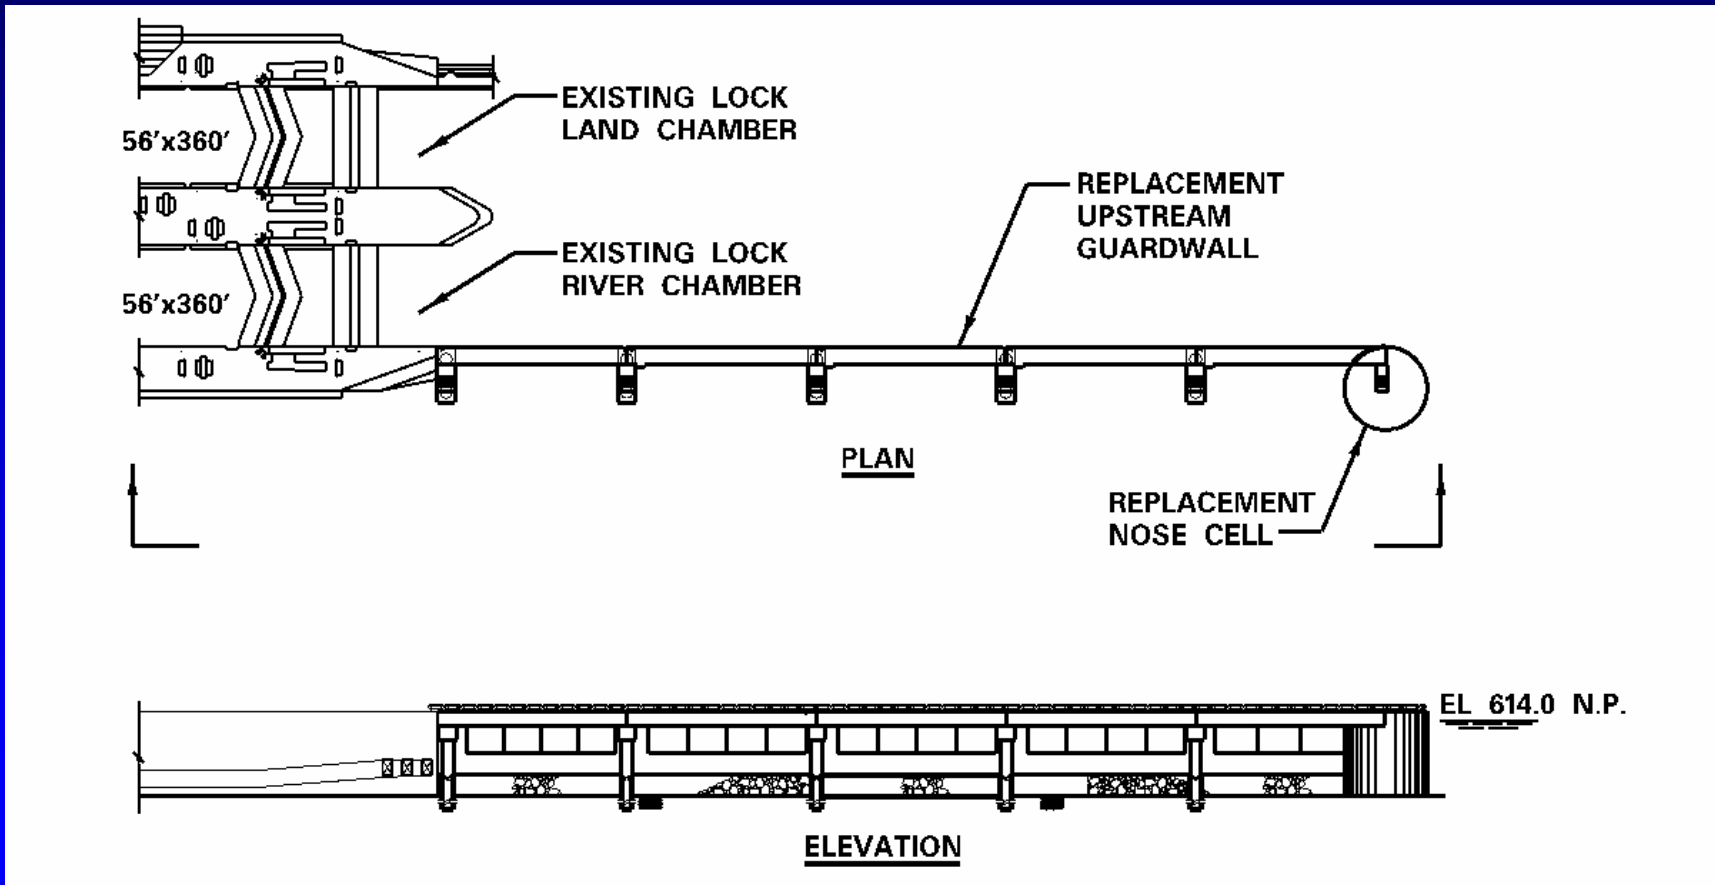 EXISTING LOCK
LAND CHAMBER
56'x360'
REPLACEMENT
UPSTREAM
GUARDWALL
EXISTING LOCK
RIVER CHAMBER
56'x360'
PLAN
REPLACEMENT
NOSE CELL
EL 614.0 N.P.
ELEVATION